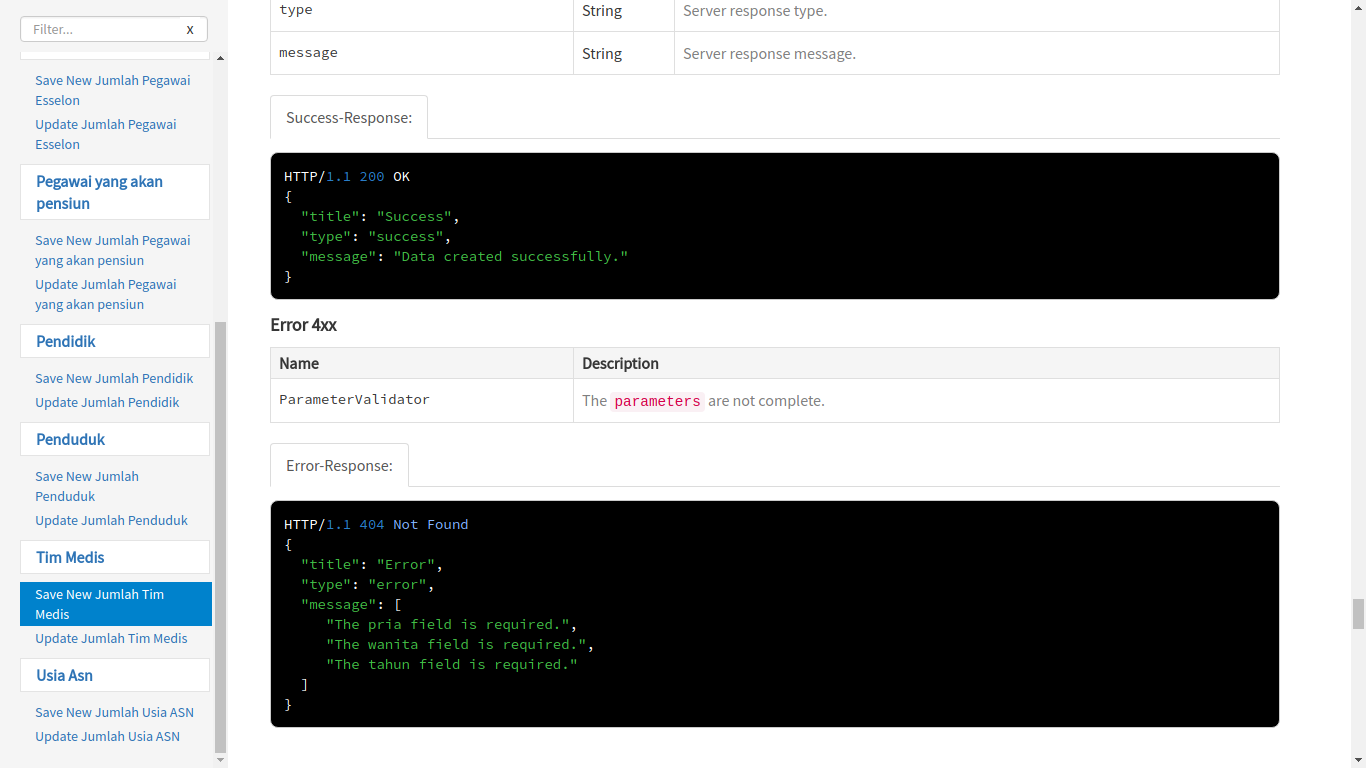 Filter... x
Save New Jumlah Pegawai
Esselon
Update Jumlah Pegawai
Esselon
Pegawai yang akan
pensiun
Save New Jumlah Pegawai
yang akan pensiun
Update Jumlah Pegawai
yang akan pensiun
Pendidik
Save New Jumlah Pendidik
Update Jumlah Pendidik
Penduduk
Save New Jumlah
Penduduk
Update Jumlah Penduduk
Tim Medis
Save New Jumlah Tim
Medis
Update Jumlah Tim Medis
Usia Asn
Save New Jumlah Usia ASN
Update Jumlah Usia ASN
type String Server response type.
message String Server response message.
Success-Response:
HTTP/1.1 200 OK
{
  "title": "Success",
  "type": "success",
  "message": "Data created successfully."
}
Error 4xx
Name Description
ParameterValidator The parameters are not complete.
Error-Response:
HTTP/1.1 404 Not Found
{
  "title": "Error",
  "type": "error",
  "message": [
     "The pria field is required.",
     "The wanita field is required.",
     "The tahun field is required."
  ]
}